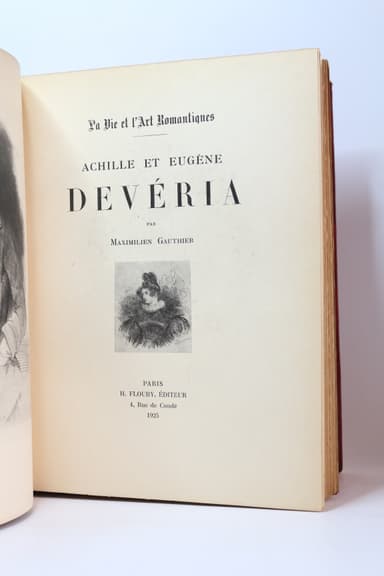 La Vie et l'Art Romantiques
ACHILLE ET EUGÈNE
DEVÉRIA
PAR
MAXIMILIEN GAUTHIER
PARIS
H. FLOURY, ÉDITEUR
4, Rue de Condé
1925